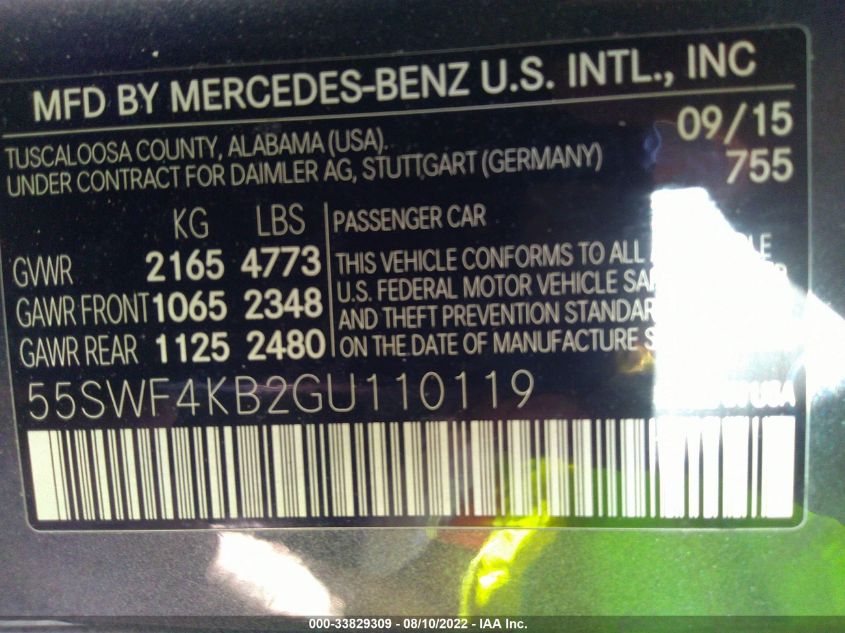 MFD BY MERCEDES-BENZ U.S. INTL., INC
TUSCALOOSA COUNTY, ALABAMA (USA). 09/15
UNDER CONTRACT FOR DAIMLER AG, STUTTGART (GERMANY) 755
KG LBS PASSENGER CAR
GVWR 2165 4773 THIS VEHICLE CONFORMS TO ALL
GAWR FRONT 1065 2348 U.S. FEDERAL MOTOR VEHICLE
AND THEFT PREVENTION
GAWR REAR 1125 2480 ON THE DATE OF MANUFACTURE
55SWF4KB2GU110119
000-33829309 - 08/10/2022 - IAA Inc.